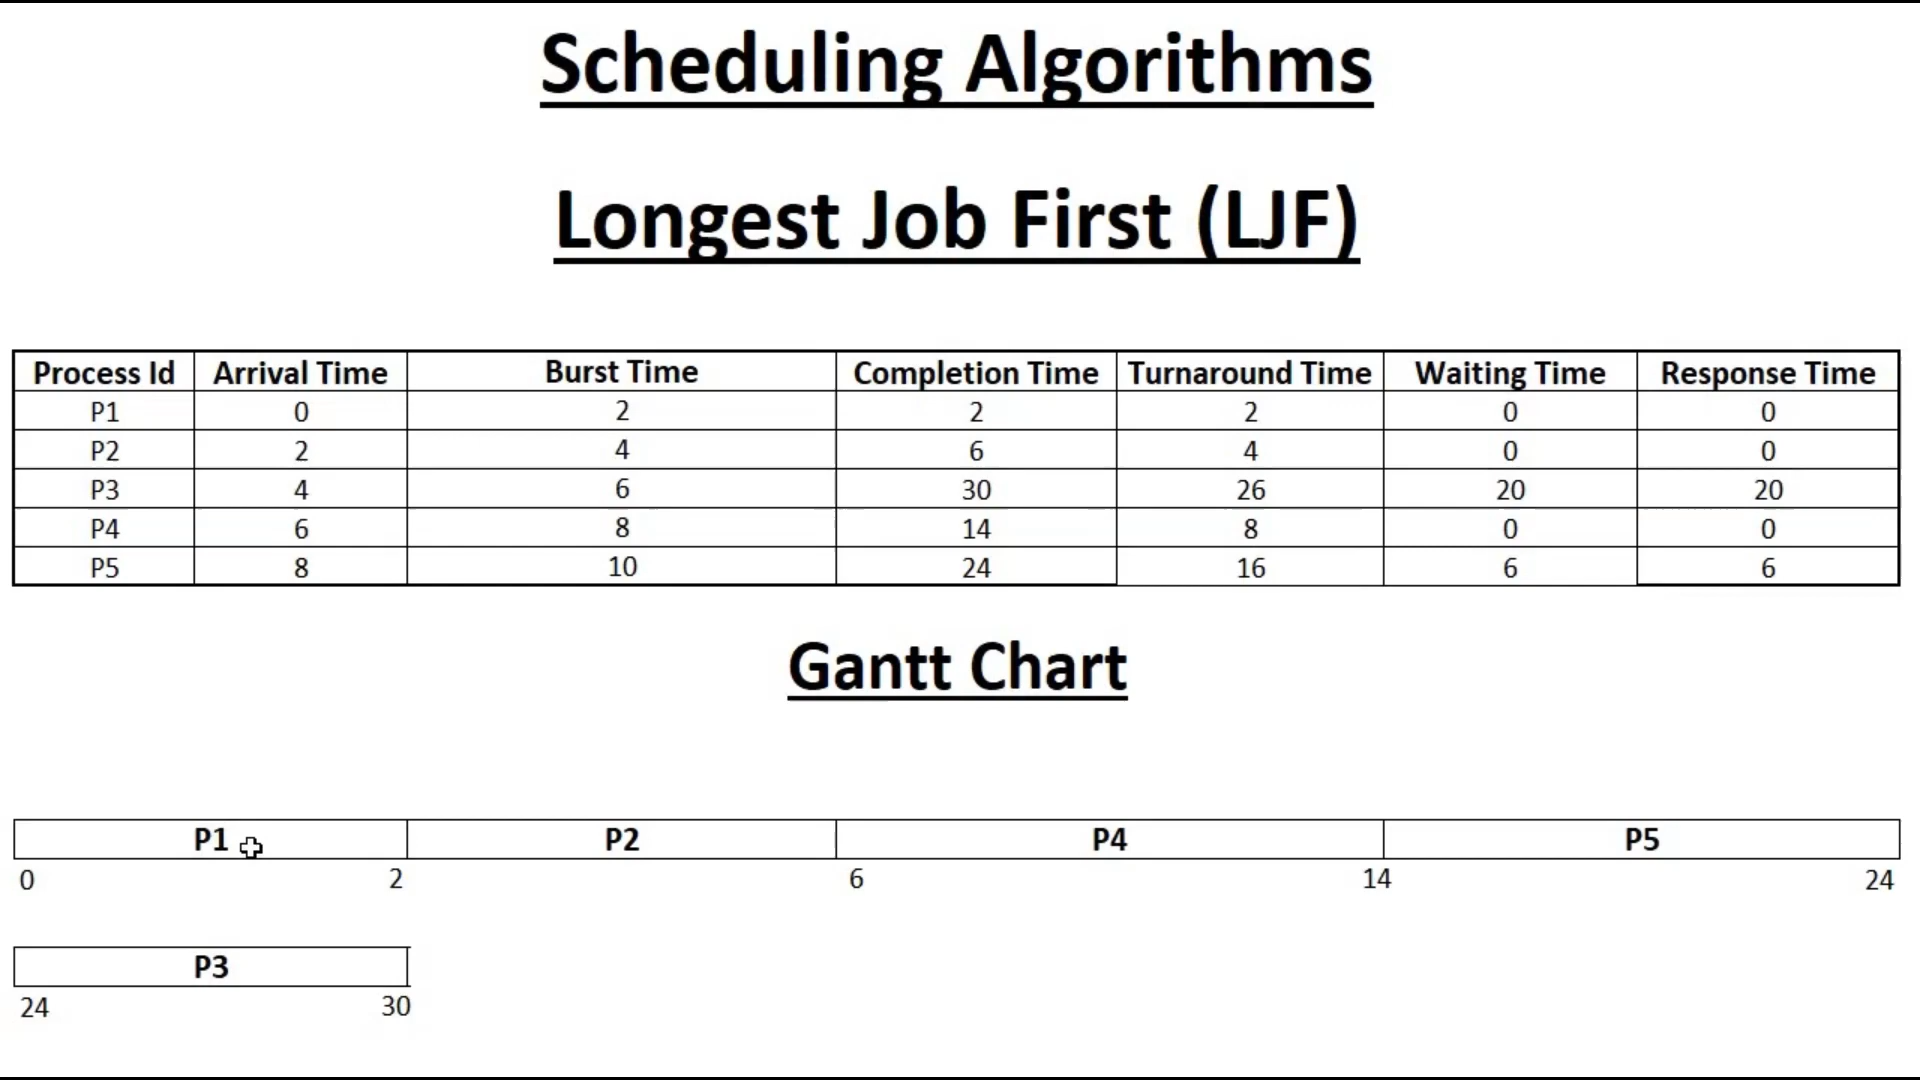 Scheduling Algorithms
Longest Job First (LJF)
Process Id Arrival Time Burst Time Completion Time Turnaround Time Waiting Time Response Time
P1 0 2 2 2 0 0
P2 2 4 6 4 0 0
P3 4 6 30 26 20 20
P4 6 8 14 8 0 0
P5 8 10 24 16 6 6
Gantt Chart
P1 P2 P4 P5
0 2 6 14 24
P3
24 30